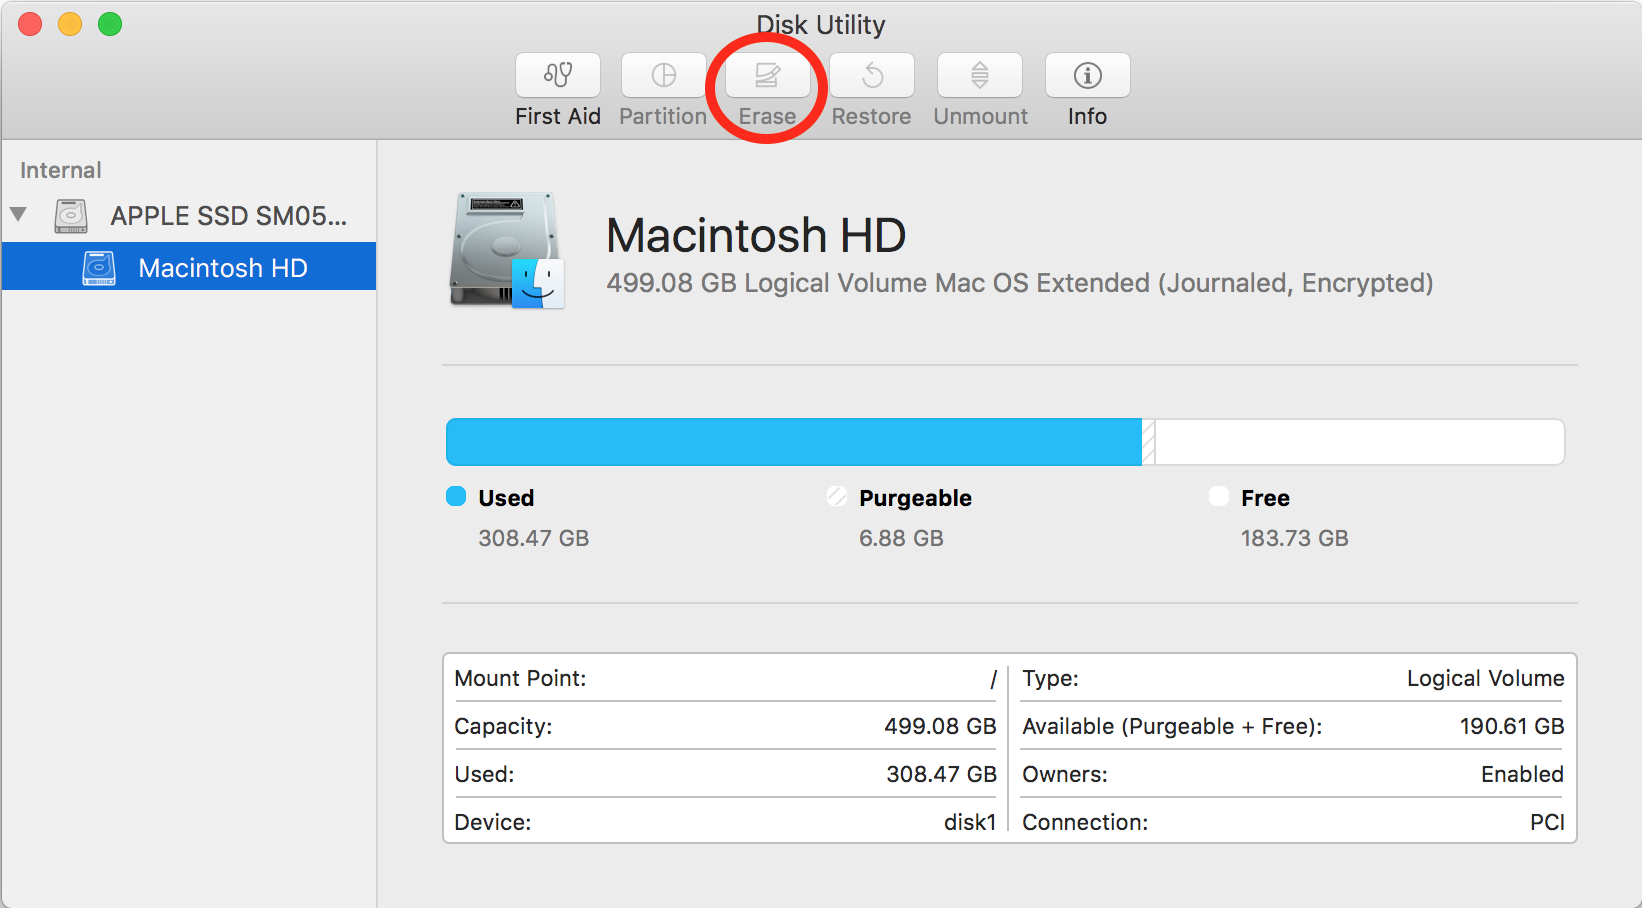 Disk Utility
First Aid
Partition
Erase
Restore
Unmount
Info
Internal
APPLE SSD SM05...
Macintosh HD
Macintosh HD
499.08 GB Logical Volume Mac OS Extended (Journaled, Encrypted)
Used
308.47 GB
Purgeable
6.88 GB
Free
183.73 GB
Mount Point: /
Capacity: 499.08 GB
Used: 308.47 GB
Device: disk1
Type: Logical Volume
Available (Purgeable + Free): 190.61 GB
Owners: Enabled
Connection: PCI